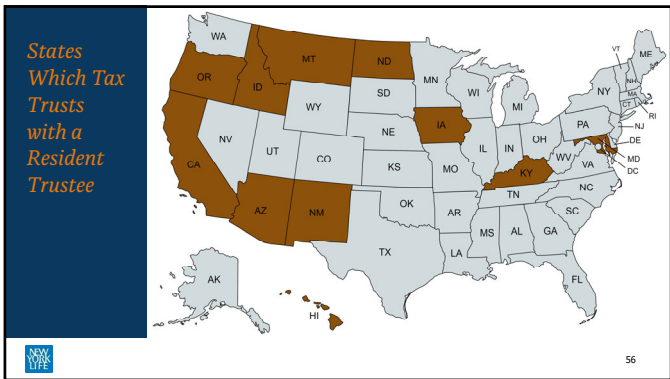 States
Which Tax
Trusts
with a
Resident
Trustee
WA
OR
MT
ID
ND
MN
SD
WY
WI
MI
VT
ME
NH
MA
NY
CT
RI
NJ
PA
DE
MD
DC
NV
UT
CO
NE
IA
IL
IN
OH
WV
VA
CA
KS
MO
KY
NC
TN
SC
AZ
NM
OK
AR
MS
AL
GA
TX
LA
FL
AK
HI
NEW
YORK
LIFE
56